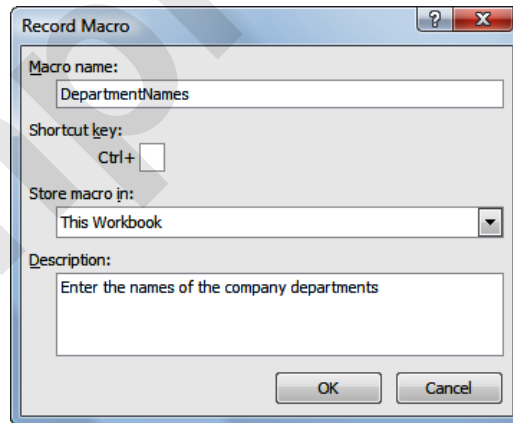 Record Macro
Macro name:
DepartmentNames
Shortcut key:
Ctrl+
Store macro in:
This Workbook
Description:
Enter the names of the company departments
OK Cancel